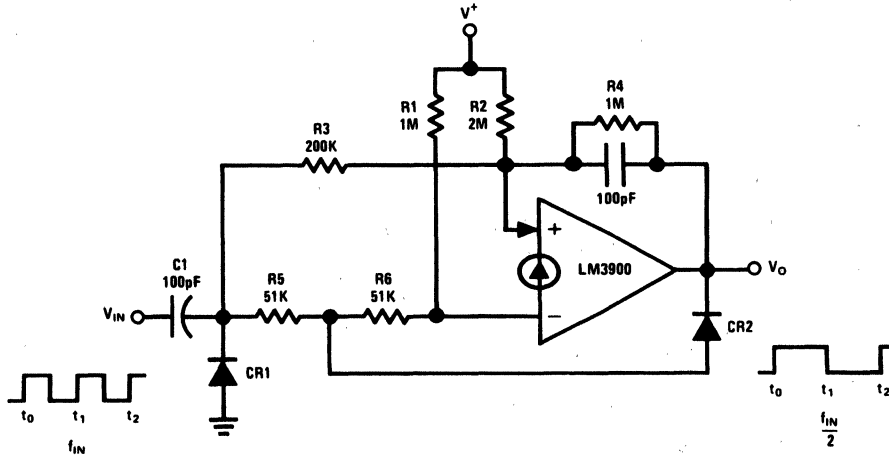 V+
R1
1M
R2
2M
R4
1M
R3
200K
100pF
+
LM3900
−
C1
100pF
R5
51K
R6
51K
VIN
VO
CR1
CR2
t0 t1 t2
fIN
t0 t1 t2
fIN
2